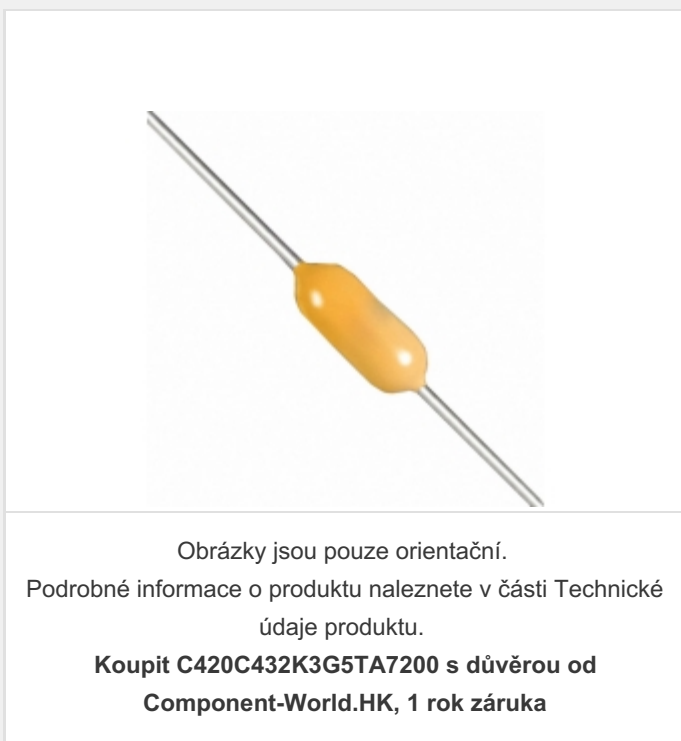 Obrázky jsou pouze orientační.
Podrobné informace o produktu naleznete v části Technické
údaje produktu.
Koupit C420C432K3G5TA7200 s důvěrou od
Component-World.HK, 1 rok záruka